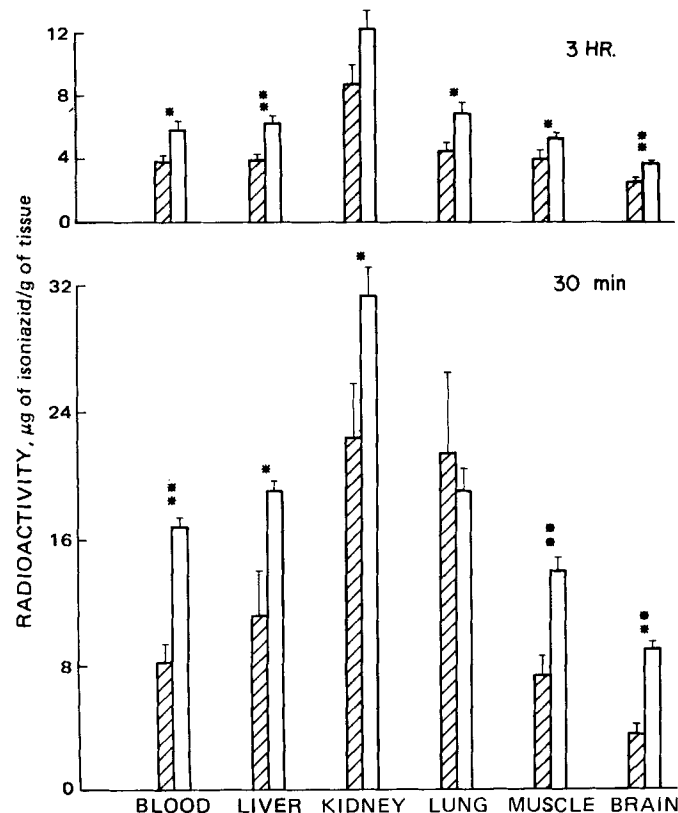 3 HR.
12
8
4
0
RADIOACTIVITY, µg of isoniazid/g of tissue
30 min
32
24
16
8
0
BLOOD LIVER KIDNEY LUNG MUSCLE BRAIN